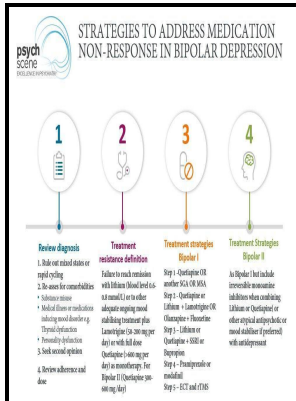 psych
scene
EXCELLENCE IN PSYCHIATRY
STRATEGIES TO ADDRESS MEDICATION
NON-RESPONSE IN BIPOLAR DEPRESSION
1
2
3
4
Review diagnosis
1. Rule out mixed states or
rapid cycling
2. Re-asses for comorbidities
• Substance misuse
• Medical illness or medications
inducing mood disorder e.g.
Thyroid dysfunction
• Personality dysfunction
3. Seek second opinion
4. Review adherence and
dose
Treatment
resistance definition
Failure to reach remission
with lithium (blood level 0.6-
0.8 mmol/L) or to other
adequate ongoing mood
stabilising treatment plus
Lamotrigine (50-200 mg per
day) or with full dose
Quetiapine (>600 mg per
day) as monotherapy. For
Bipolar II (Quetiapine 300-
600 mg /day)
Treatment strategies
Bipolar I
Step 1 -Quetiapine OR
another SGA OR MSA
Step 2 - Quetiapine or
Lithium + Lamotrigine OR
Olanzapine + Fluoxetine
Step 3 – Lithium or
Quetiapine + SSRI or
Bupropion
Step 4 – Pramipexole or
modafinil
Step 5 – ECT and rTMS
Treatment Strategies
Bipolar II
As Bipolar I but include
irreversible monoamine
inhibitors when combining
Lithium or Quetiapine) or
other atypical antipsychotic or
mood stabiliser if preferred)
with antidepressant